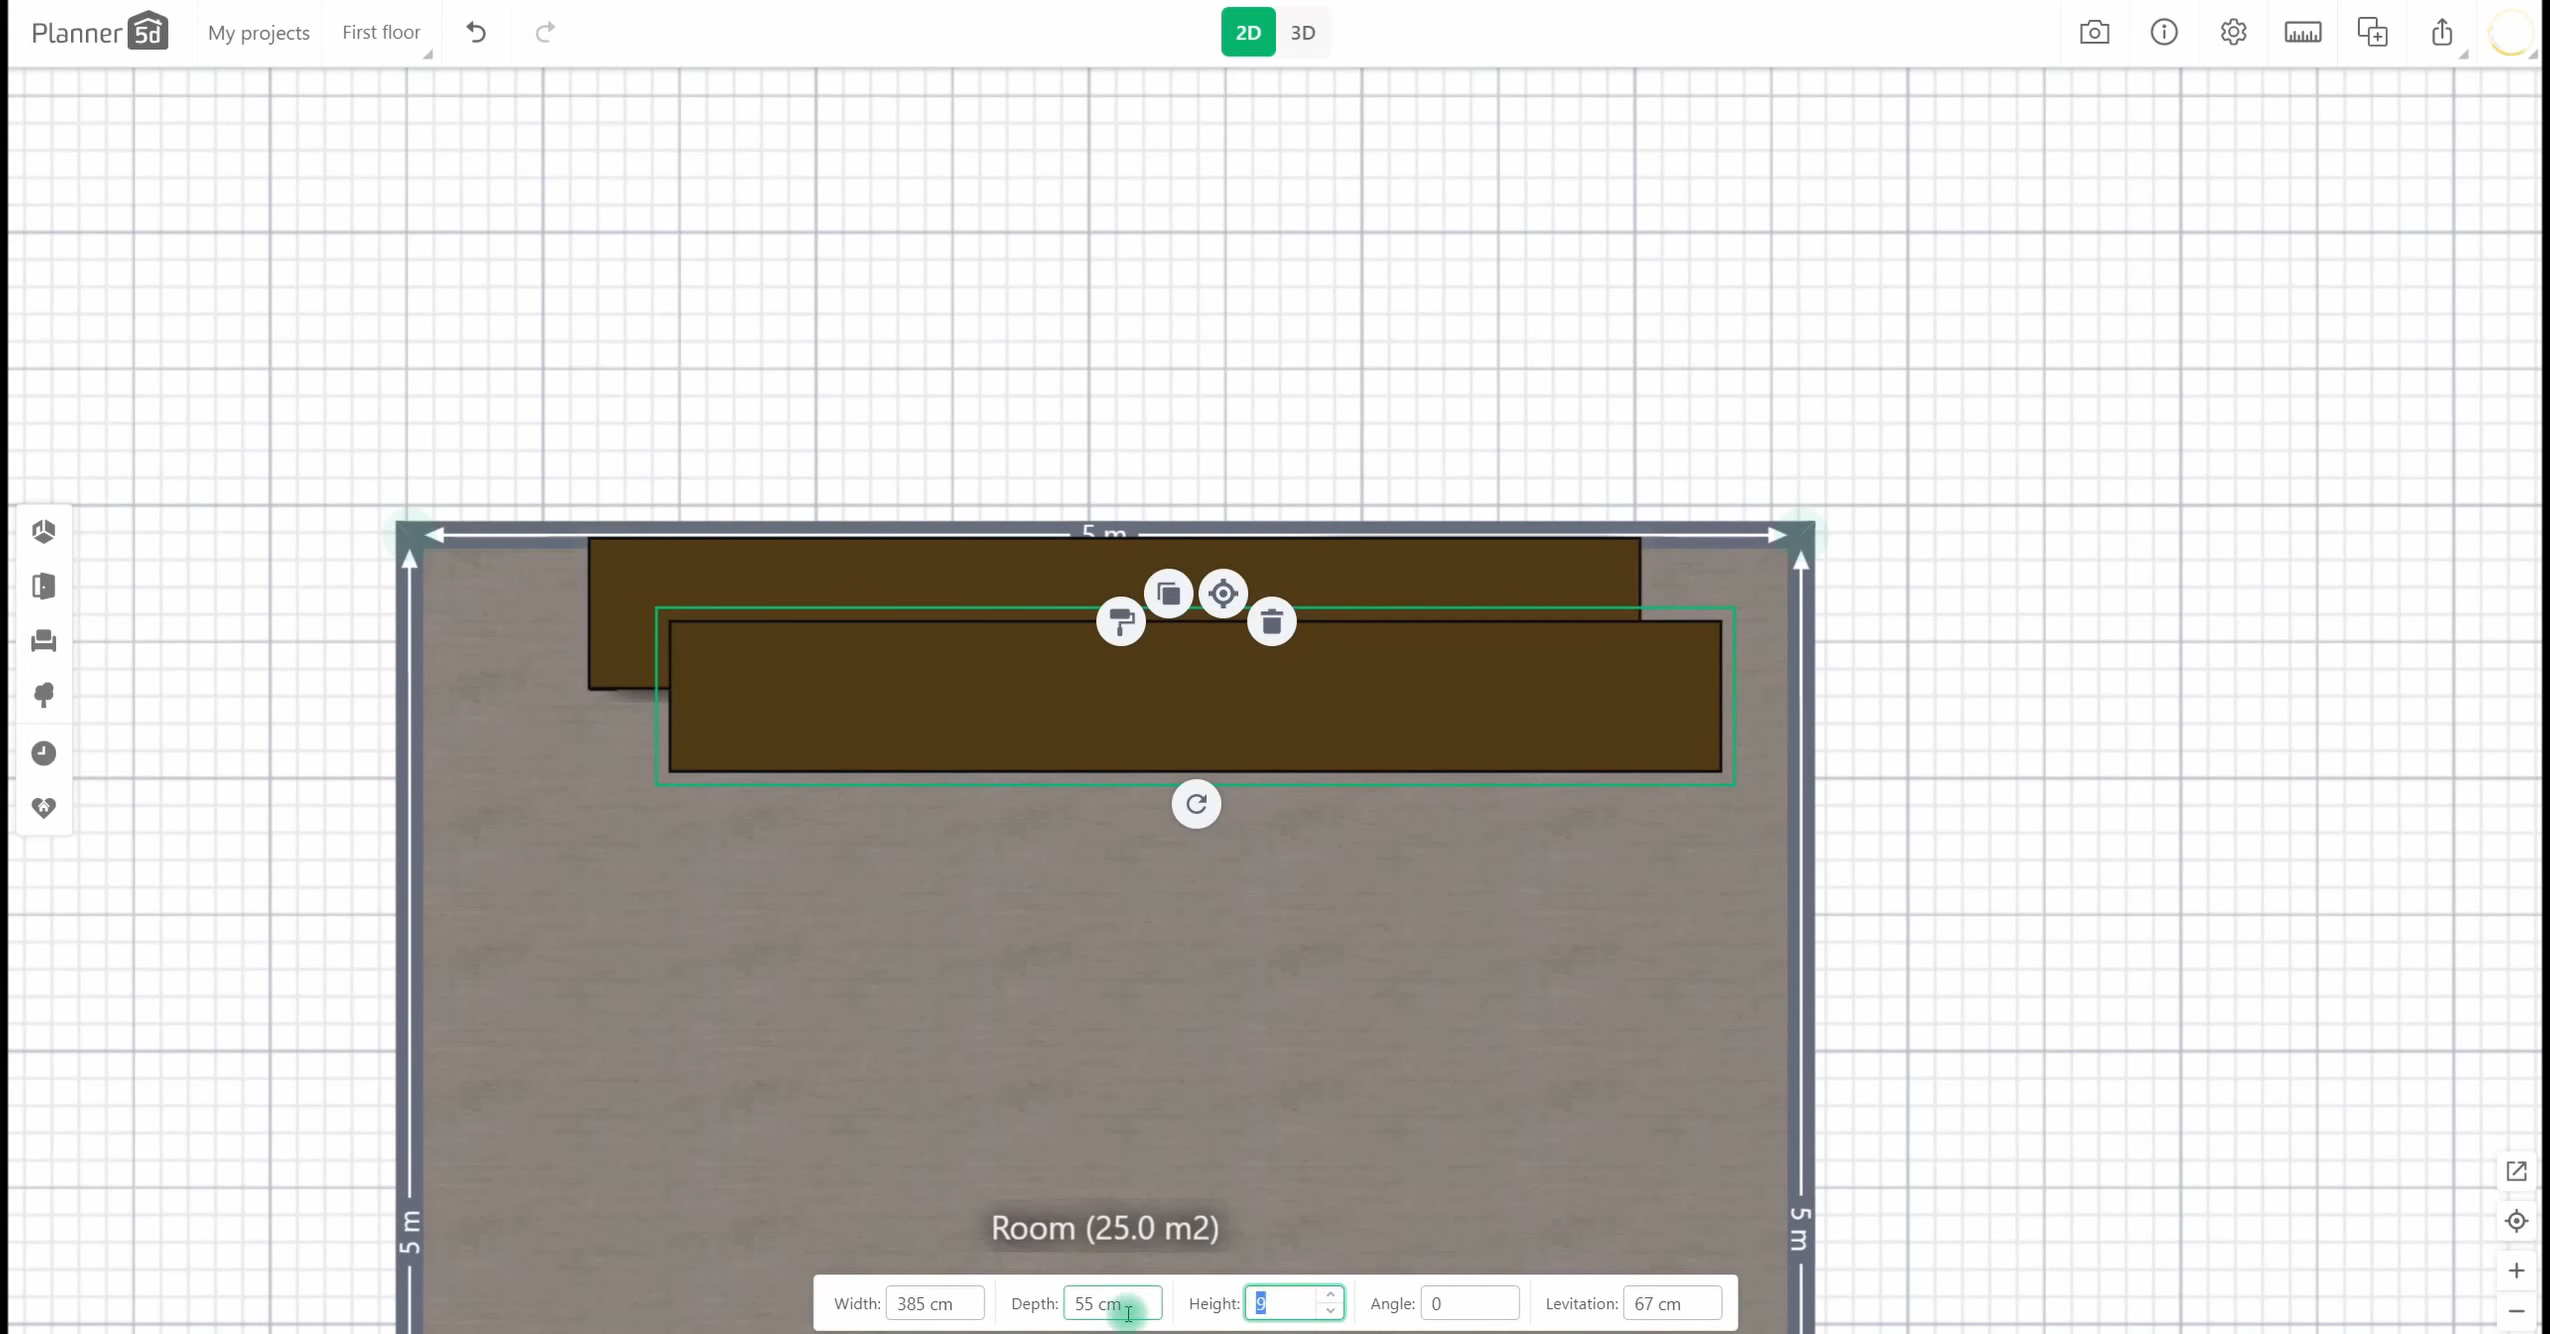 Planner 5d My projects First floor 2D 3D
5 m
5 m
5 m
Room (25.0 m2)
Width: 385 cm Depth: 55 cm Height: 9 Angle: 0 Levitation: 67 cm